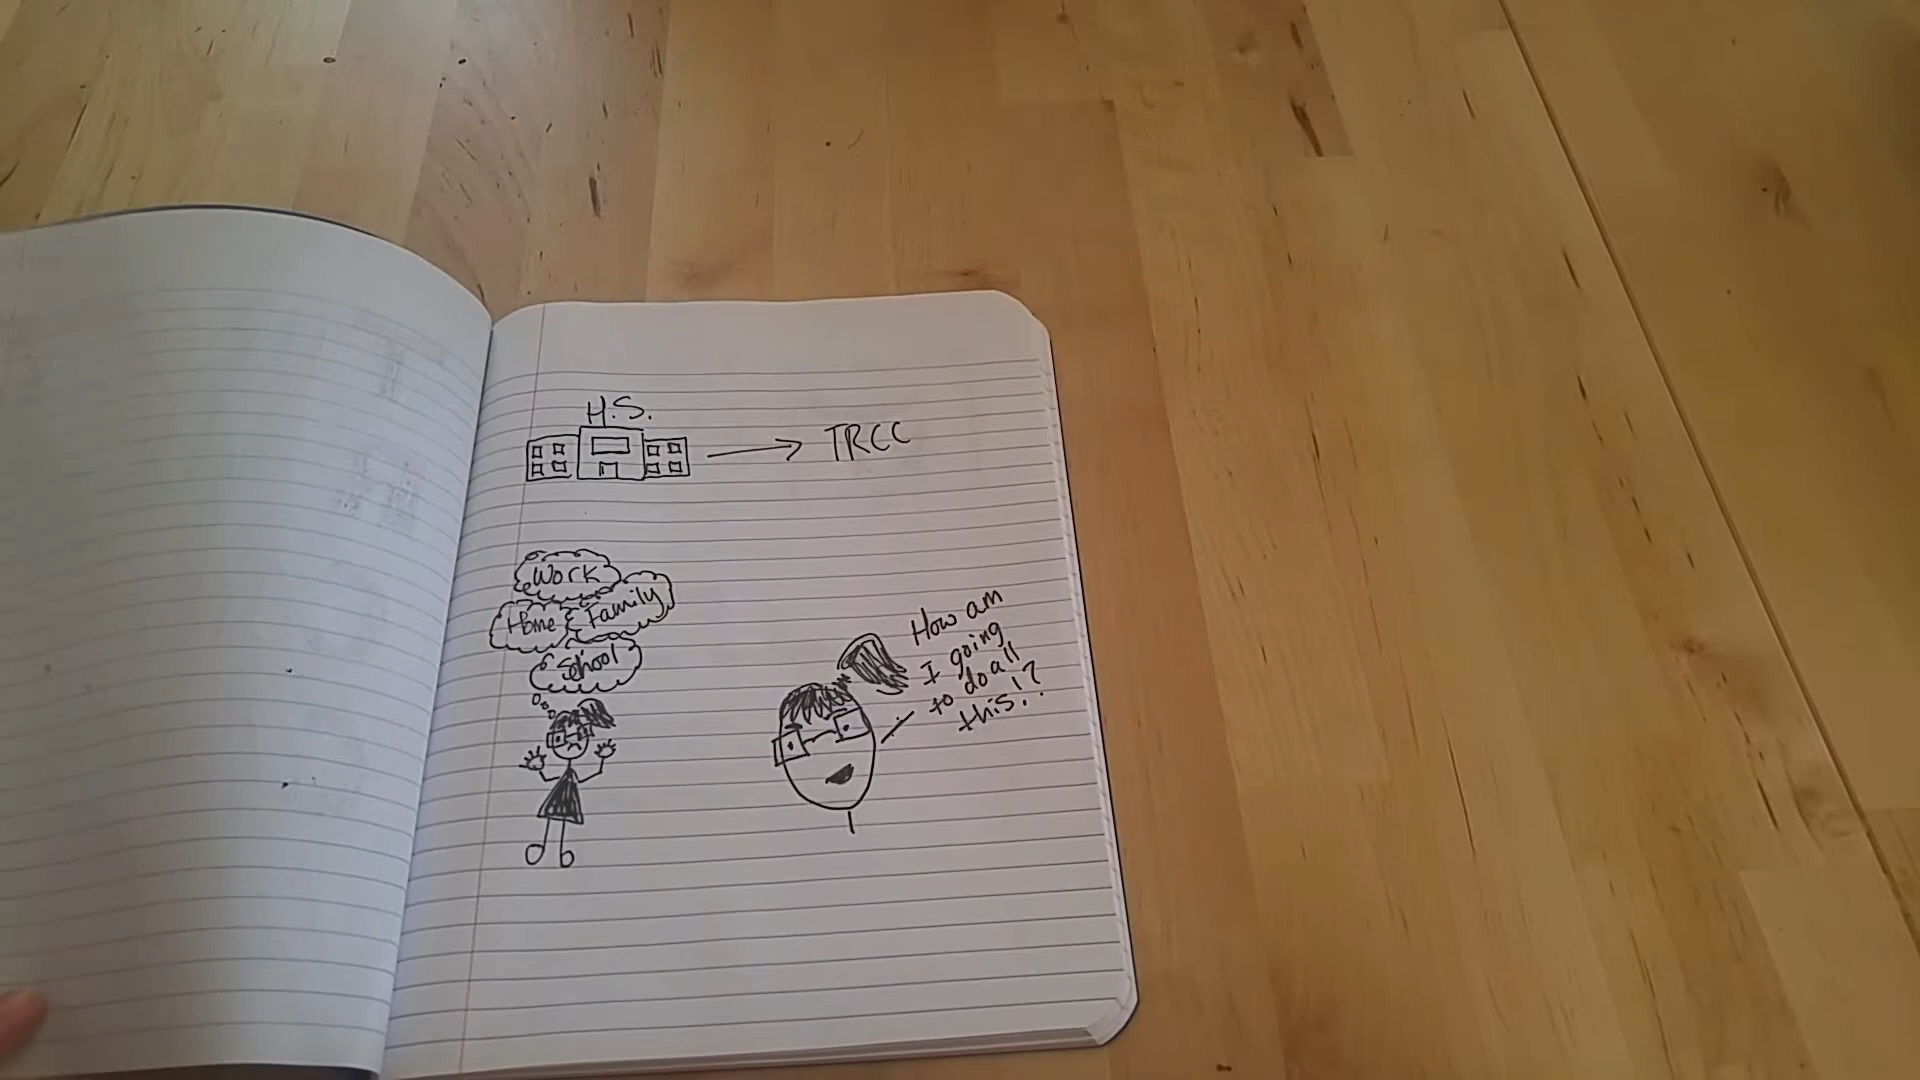 H.S.
TRCC
Work
Home Family
School
How am
I going
to do all
this!?